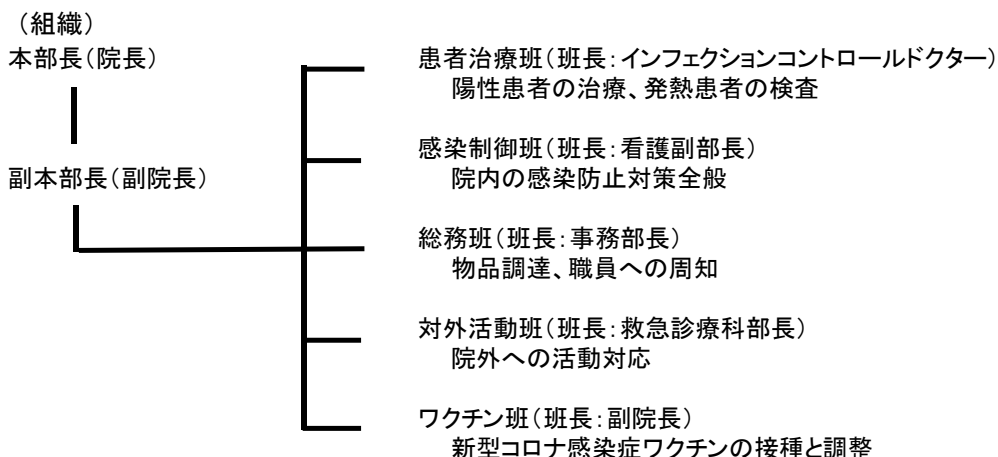 （組織）
本部長（院長）
副本部長（副院長）
患者治療班（班長：インフェクションコントロールドクター）
陽性患者の治療、発熱患者の検査
感染制御班（班長：看護副部長）
院内の感染防止対策全般
総務班（班長：事務部長）
物品調達、職員への周知
対外活動班（班長：救急診療科部長）
院外への活動対応
ワクチン班（班長：副院長）
新型コロナ感染症ワクチンの接種と調整